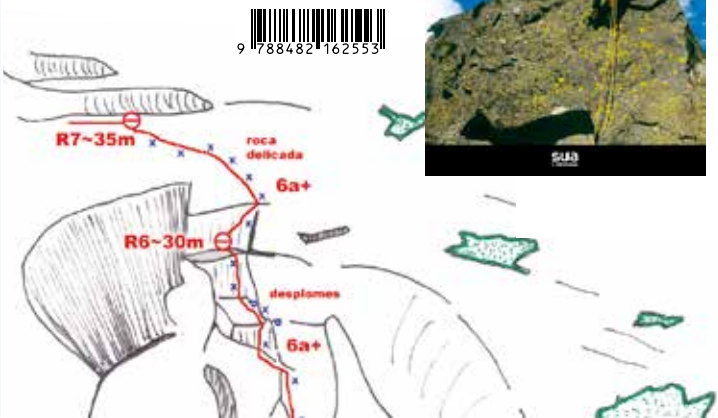 9 788482 162553
sua
R7~35m
roca
delicada
6a+
R6~30m
desplomes
6a+